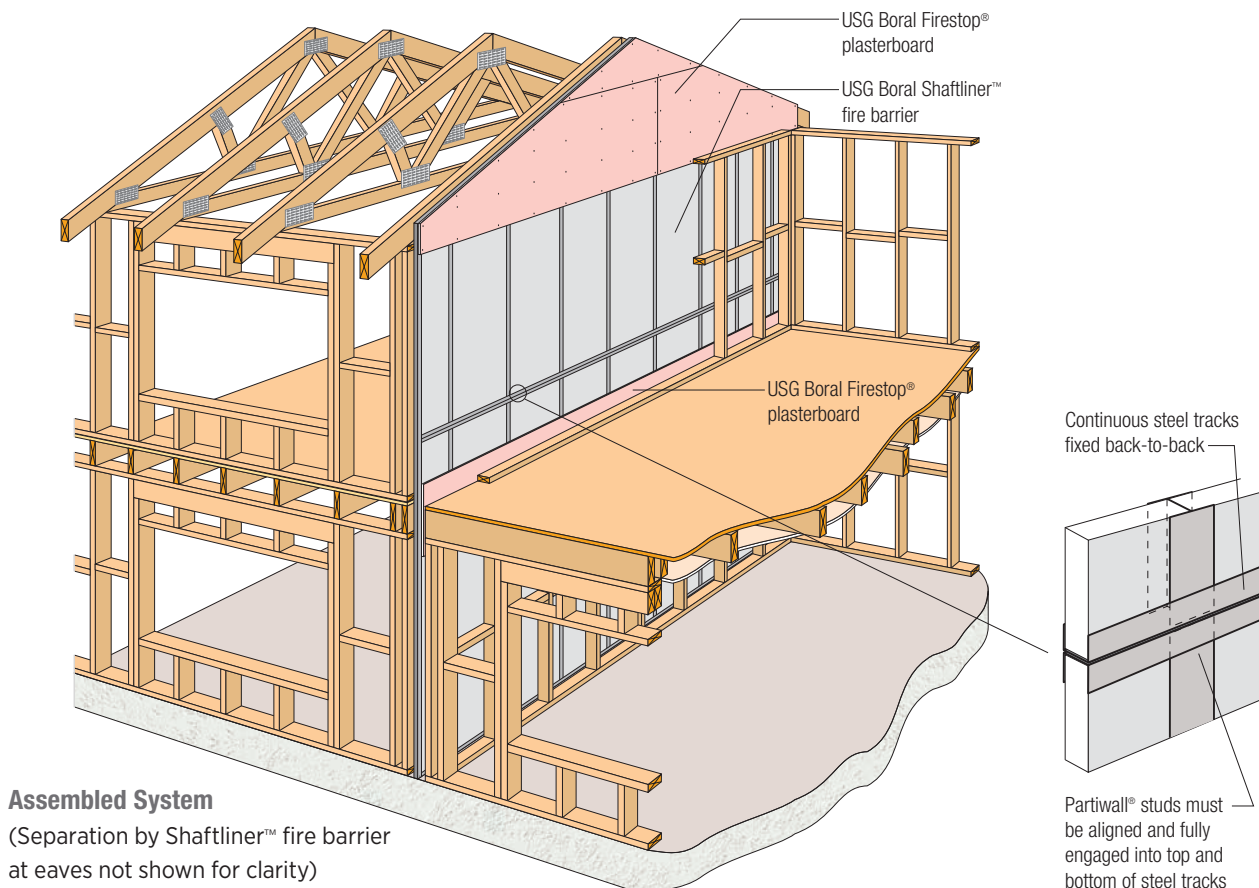 USG Boral Firestop®
plasterboard
USG Boral Shaftliner™
fire barrier
USG Boral Firestop®
plasterboard
Continuous steel tracks
fixed back-to-back
Partiwall® studs must
be aligned and fully
engaged into top and
bottom of steel tracks
Assembled System
(Separation by Shaftliner™ fire barrier
at eaves not shown for clarity)